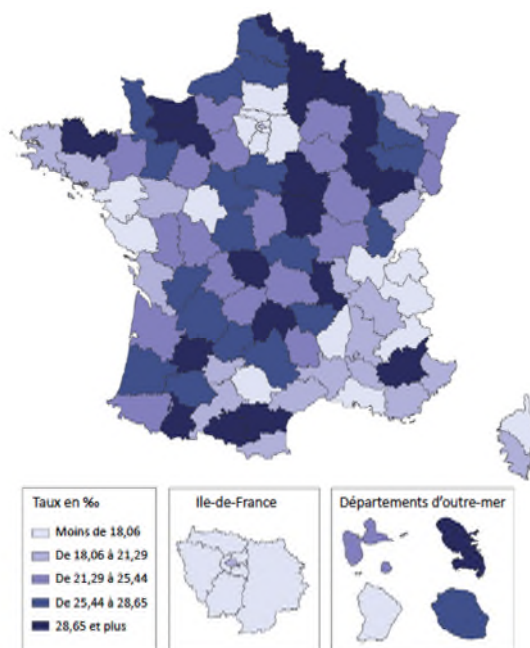 Taux en ‰
Moins de 18,06
De 18,06 à 21,29
De 21,29 à 25,44
De 25,44 à 28,65
28,65 et plus
Ile-de-France
Départements d'outre-mer